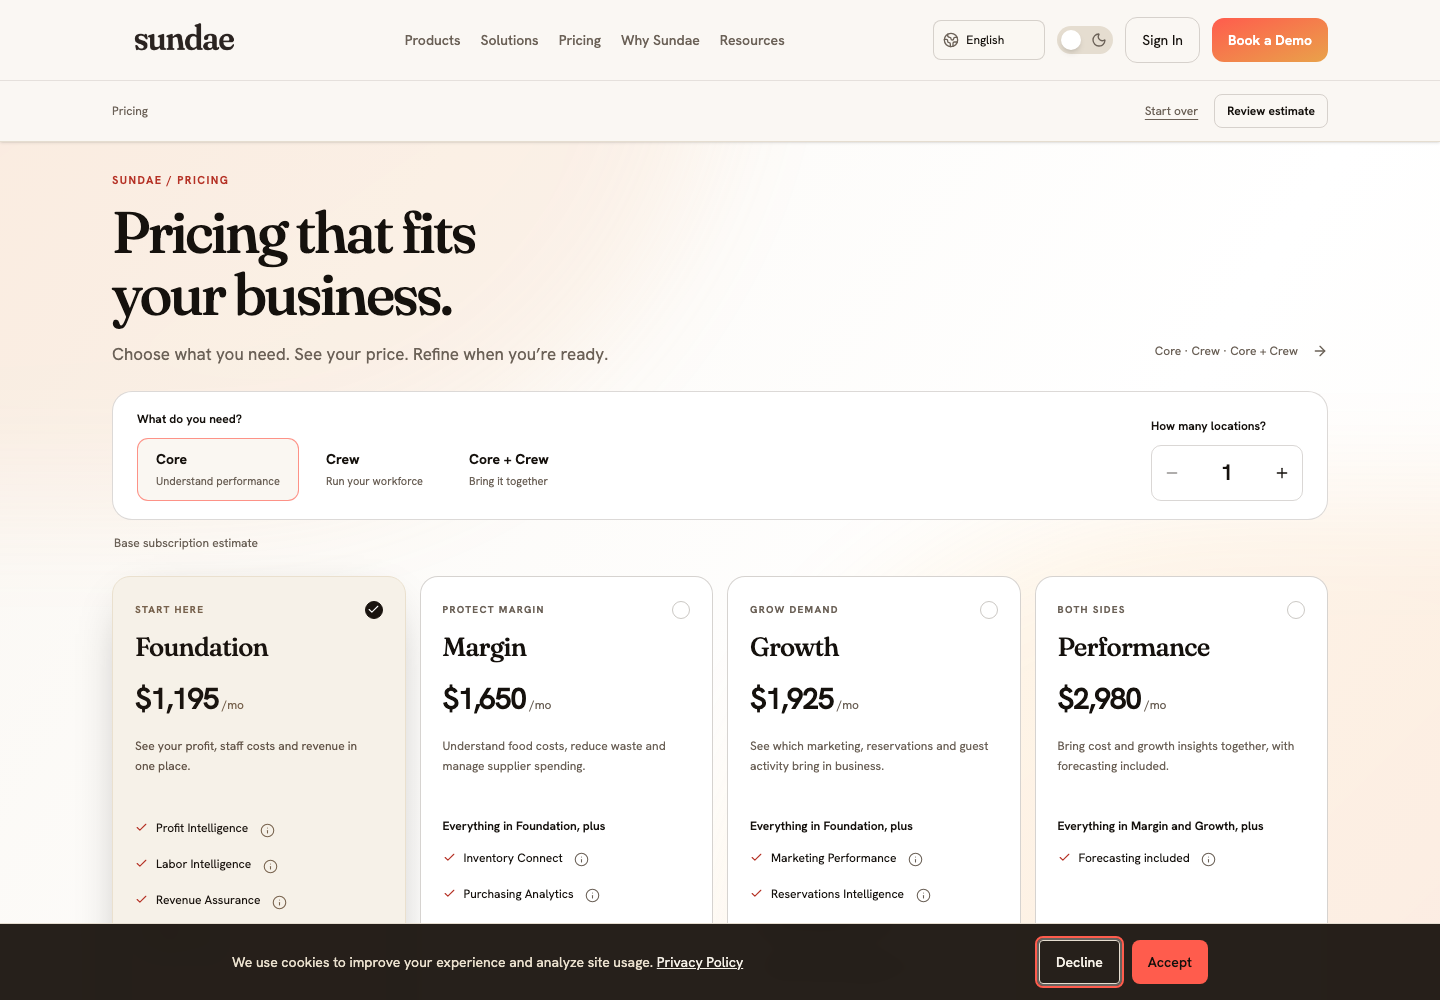 sundae
Products
Solutions
Pricing
Why Sundae
Resources
English
Sign In
Book a Demo
Pricing
Start over
Review estimate
SUNDAE / PRICING
Pricing that fits
your business.
Choose what you need. See your price. Refine when you’re ready.
Core · Crew · Core + Crew
What do you need?
Core
Understand performance
Crew
Run your workforce
Core + Crew
Bring it together
How many locations?
− 1 +
Base subscription estimate
START HERE
Foundation
$1,195 /mo
See your profit, staff costs and revenue in
one place.
Profit Intelligence
Labor Intelligence
Revenue Assurance
PROTECT MARGIN
Margin
$1,650 /mo
Understand food costs, reduce waste and
manage supplier spending.
Everything in Foundation, plus
Inventory Connect
Purchasing Analytics
GROW DEMAND
Growth
$1,925 /mo
See which marketing, reservations and guest
activity bring in business.
Everything in Foundation, plus
Marketing Performance
Reservations Intelligence
BOTH SIDES
Performance
$2,980 /mo
Bring cost and growth insights together, with
forecasting included.
Everything in Margin and Growth, plus
Forecasting included
We use cookies to improve your experience and analyze site usage. Privacy Policy
Decline
Accept